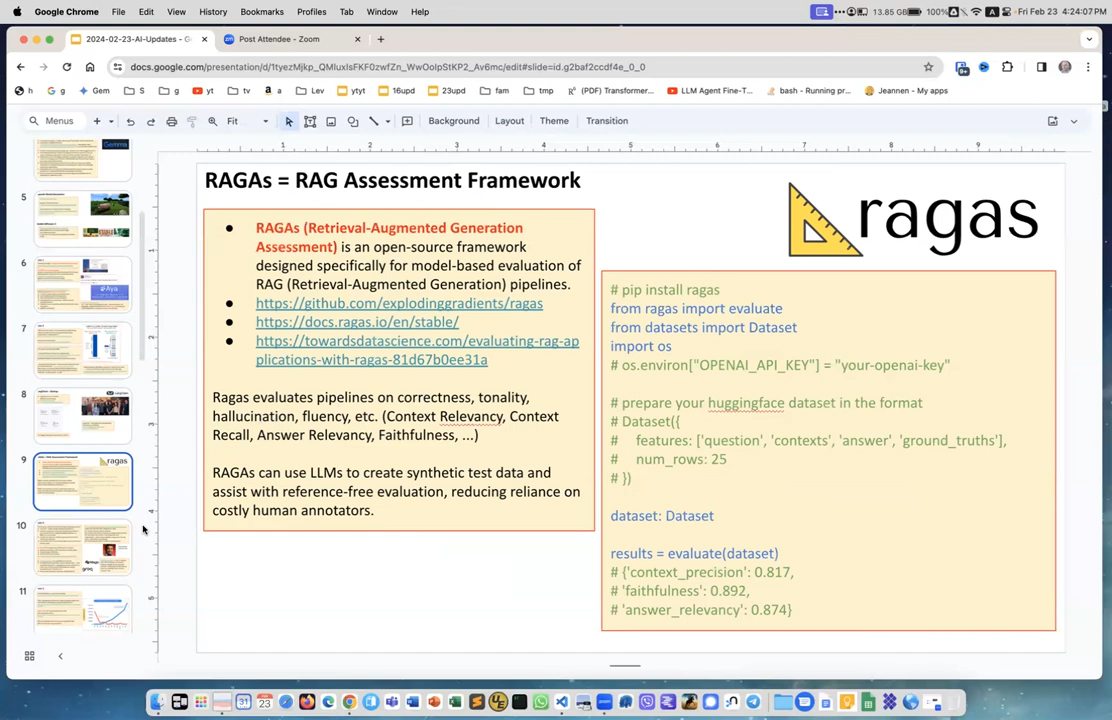 Google Chrome File Edit View History Bookmarks Profiles Tab Window Help 13.85 GB 100% A Fri Feb 23 4:24:07 PM
2024-02-23-AI-Updates - G Post Attendee - Zoom
docs.google.com/presentation/d/1tyezMjkp_QMIuxIsFKF0zwfZn_WwOolpStKP2_Av6mc/edit#slide=id.g2baf2ccdf4e_0_0
h g Gem S g yt tv a Lev ytyt 16upd 23upd fam tmp (PDF) Transformer... LLM Agent Fine-T... bash - Running pr... Jeannen - My apps
Menus Fit Background Layout Theme Transition
1 2 3 4 5 6 7 8 9
RAGAs = RAG Assessment Framework
ragas
● RAGAs (Retrieval-Augmented Generation
Assessment) is an open-source framework
designed specifically for model-based evaluation of
RAG (Retrieval-Augmented Generation) pipelines.
● https://github.com/explodinggradients/ragas
● https://docs.ragas.io/en/stable/
● https://towardsdatascience.com/evaluating-rag-ap
plications-with-ragas-81d67b0ee31a
Ragas evaluates pipelines on correctness, tonality,
hallucination, fluency, etc. (Context Relevancy, Context
Recall, Answer Relevancy, Faithfulness, ...)
RAGAs can use LLMs to create synthetic test data and
assist with reference-free evaluation, reducing reliance on
costly human annotators.
# pip install ragas
from ragas import evaluate
from datasets import Dataset
import os
# os.environ["OPENAI_API_KEY"] = "your-openai-key"
# prepare your huggingface dataset in the format
# Dataset({
# features: ['question', 'contexts', 'answer', 'ground_truths'],
# num_rows: 25
# })
dataset: Dataset
results = evaluate(dataset)
# {'context_precision': 0.817,
# 'faithfulness': 0.892,
# 'answer_relevancy': 0.874}
5
6
7
8
9
10
11